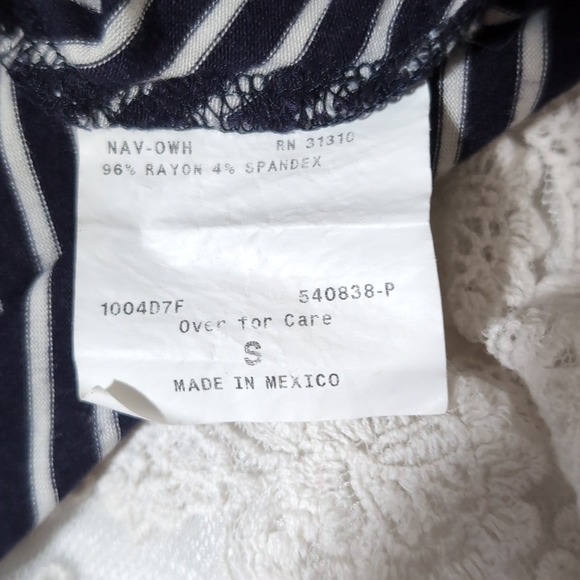 NAV-OWH RN 31310
96% RAYON 4% SPANDEX
1004D7F 540838-P
Over for Care
S
MADE IN MEXICO